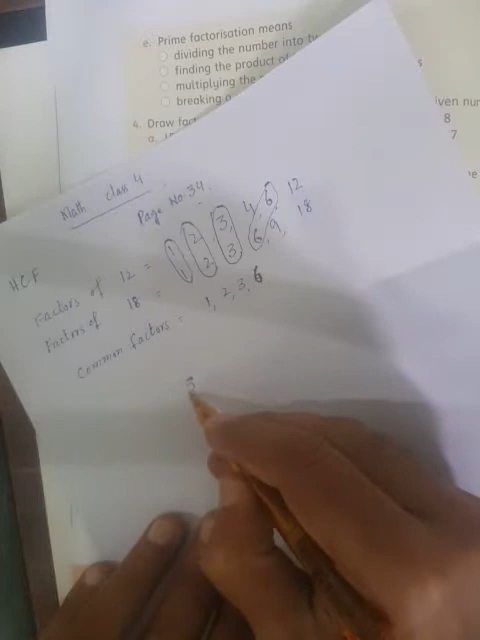 e. Prime factorisation means
dividing the number into
finding the product of
multiplying the
breaking
4. Draw
a.
iven nur
8
7
Math Class 4
Page No. 34
HCF
Factors of 12 = 1, 2, 3, 4, 6, 12
Factors of 18 = 1, 2, 3, 6, 9, 18
Common factors = 1, 2, 3, 6